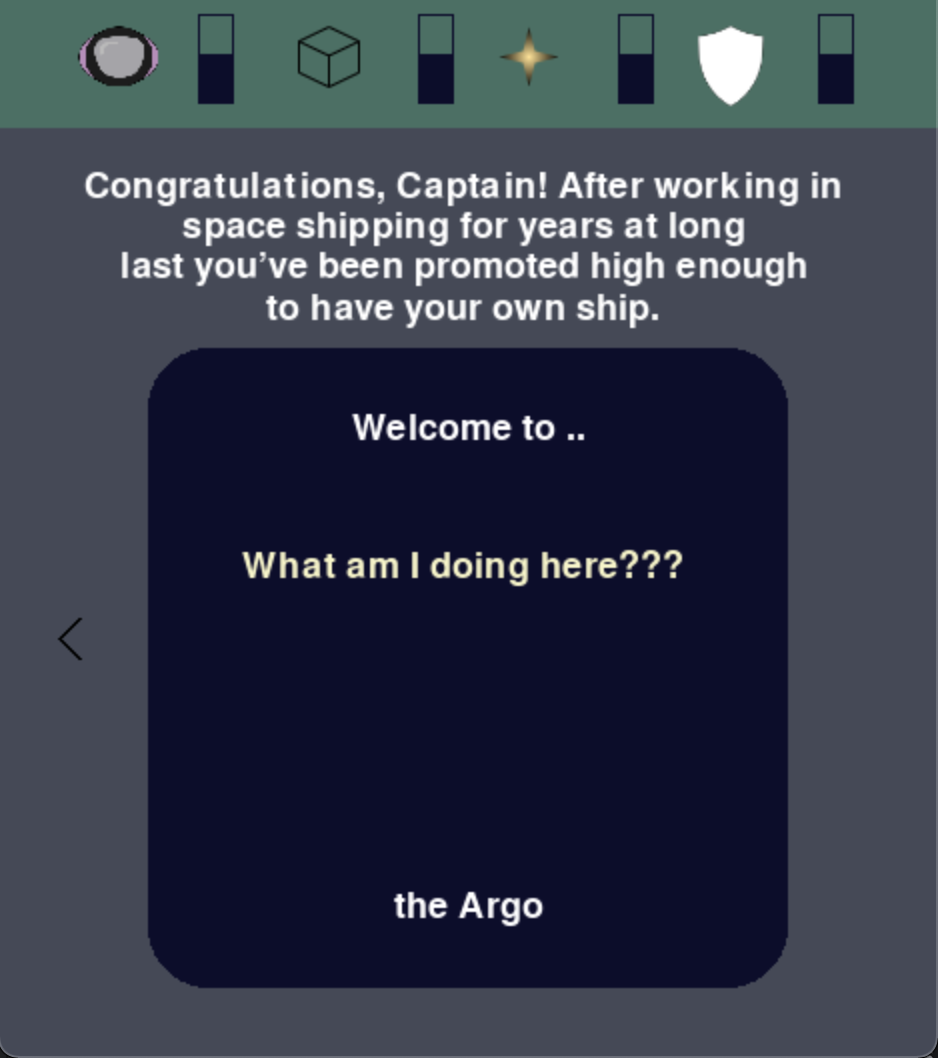 Congratulations, Captain! After working in
space shipping for years at long
last you’ve been promoted high enough
to have your own ship.
Welcome to ..
What am I doing here???
the Argo